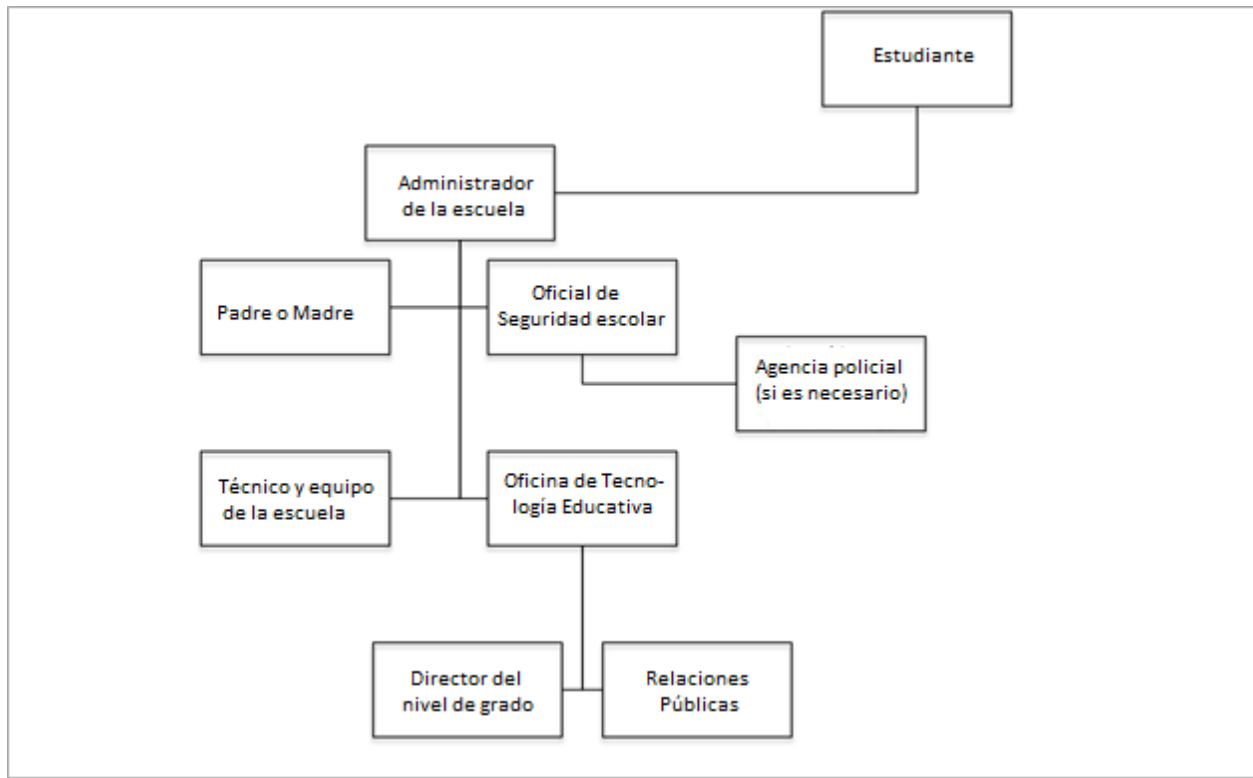 Estudiante
Administrador
de la escuela
Padre o Madre
Oficial de
Seguridad escolar
Agencia policial
(si es necesario)
Técnico y equipo
de la escuela
Oficina de Tecno-
logía Educativa
Director del
nivel de grado
Relaciones
Públicas